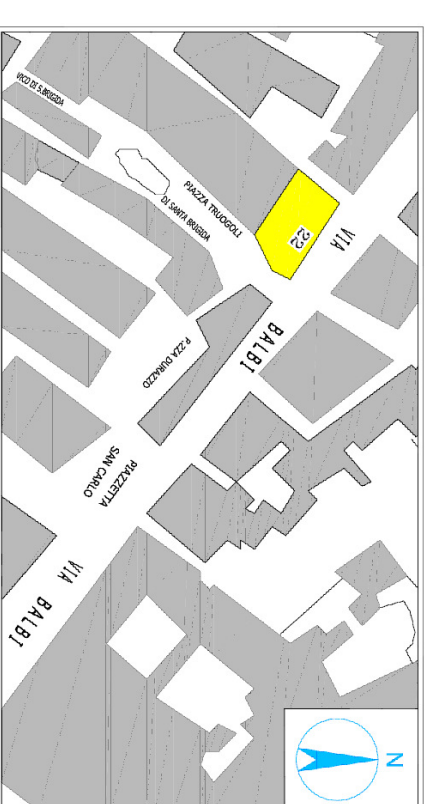 VICO DI S.BRIGIDA
PIAZZA TRUOGOLI
DI SANTA BRIGIDA
22
VIA
BALBI
P.ZZA DURAZZO
PIAZZETTA
SAN CARLO
VIA
BALBI
N